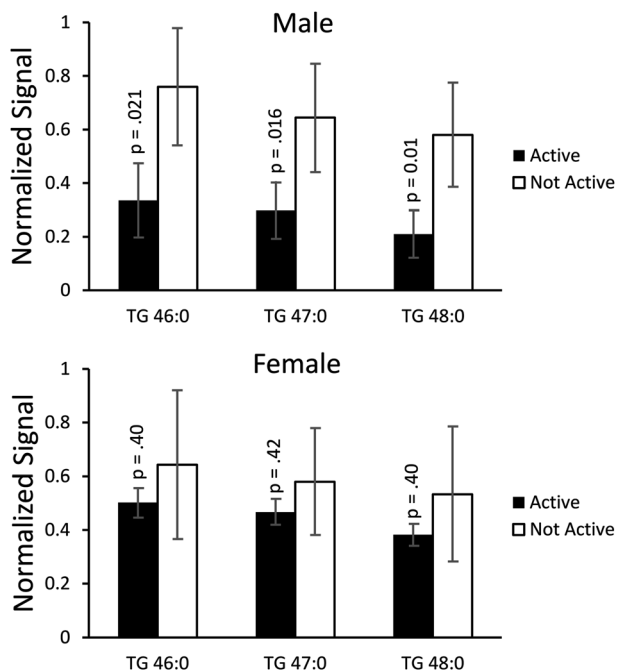 Male
Normalized Signal
1
0.8
0.6
0.4
0.2
0
p = .021
p = .016
p = 0.01
Active
Not Active
TG 46:0 TG 47:0 TG 48:0
Female
Normalized Signal
1
0.8
0.6
0.4
0.2
0
p = .40
p = .42
p = .40
Active
Not Active
TG 46:0 TG 47:0 TG 48:0